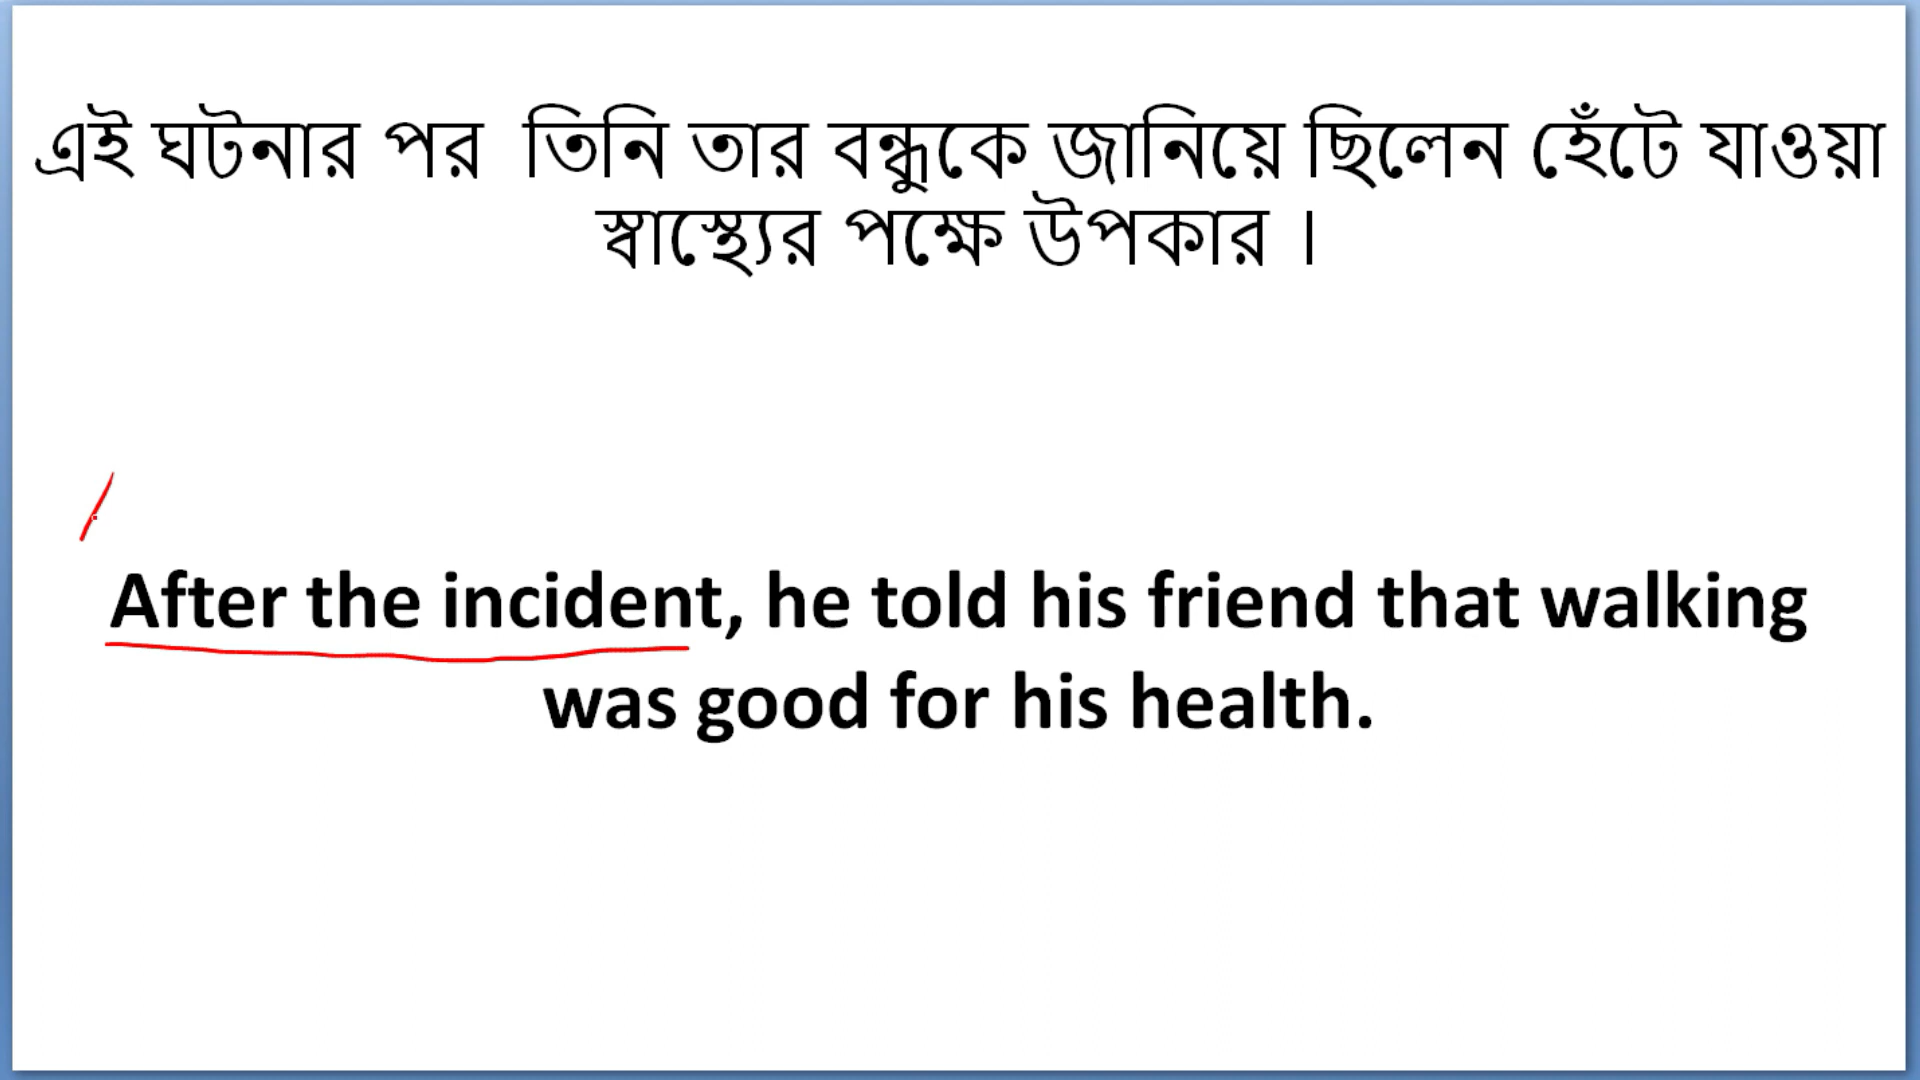 এই ঘটনার পর তিনি তার বন্ধুকে জানিয়ে ছিলেন হেঁটে যাওয়া
স্বাস্থ্যের পক্ষে উপকার ।
After the incident, he told his friend that walking
was good for his health.